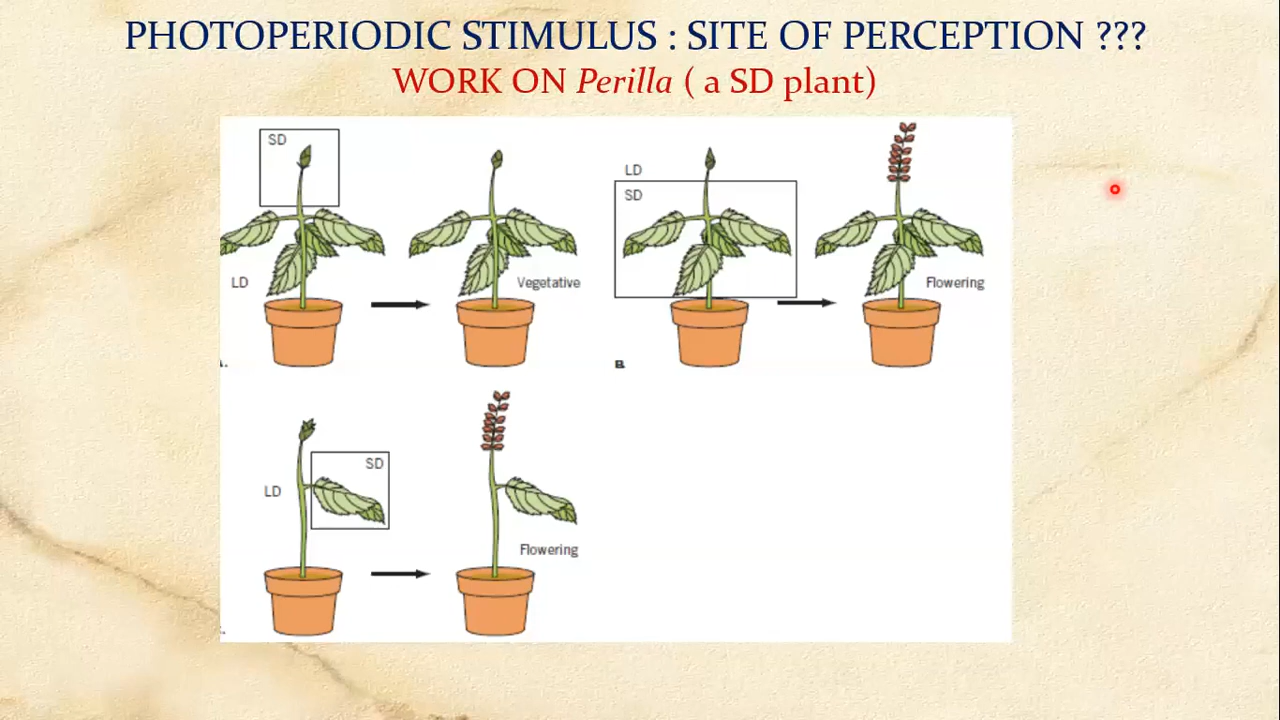 PHOTOPERIODIC STIMULUS : SITE OF PERCEPTION ???
WORK ON Perilla ( a SD plant)
SD
LD
Vegetative
LD
SD
Flowering
B.
LD
SD
Flowering